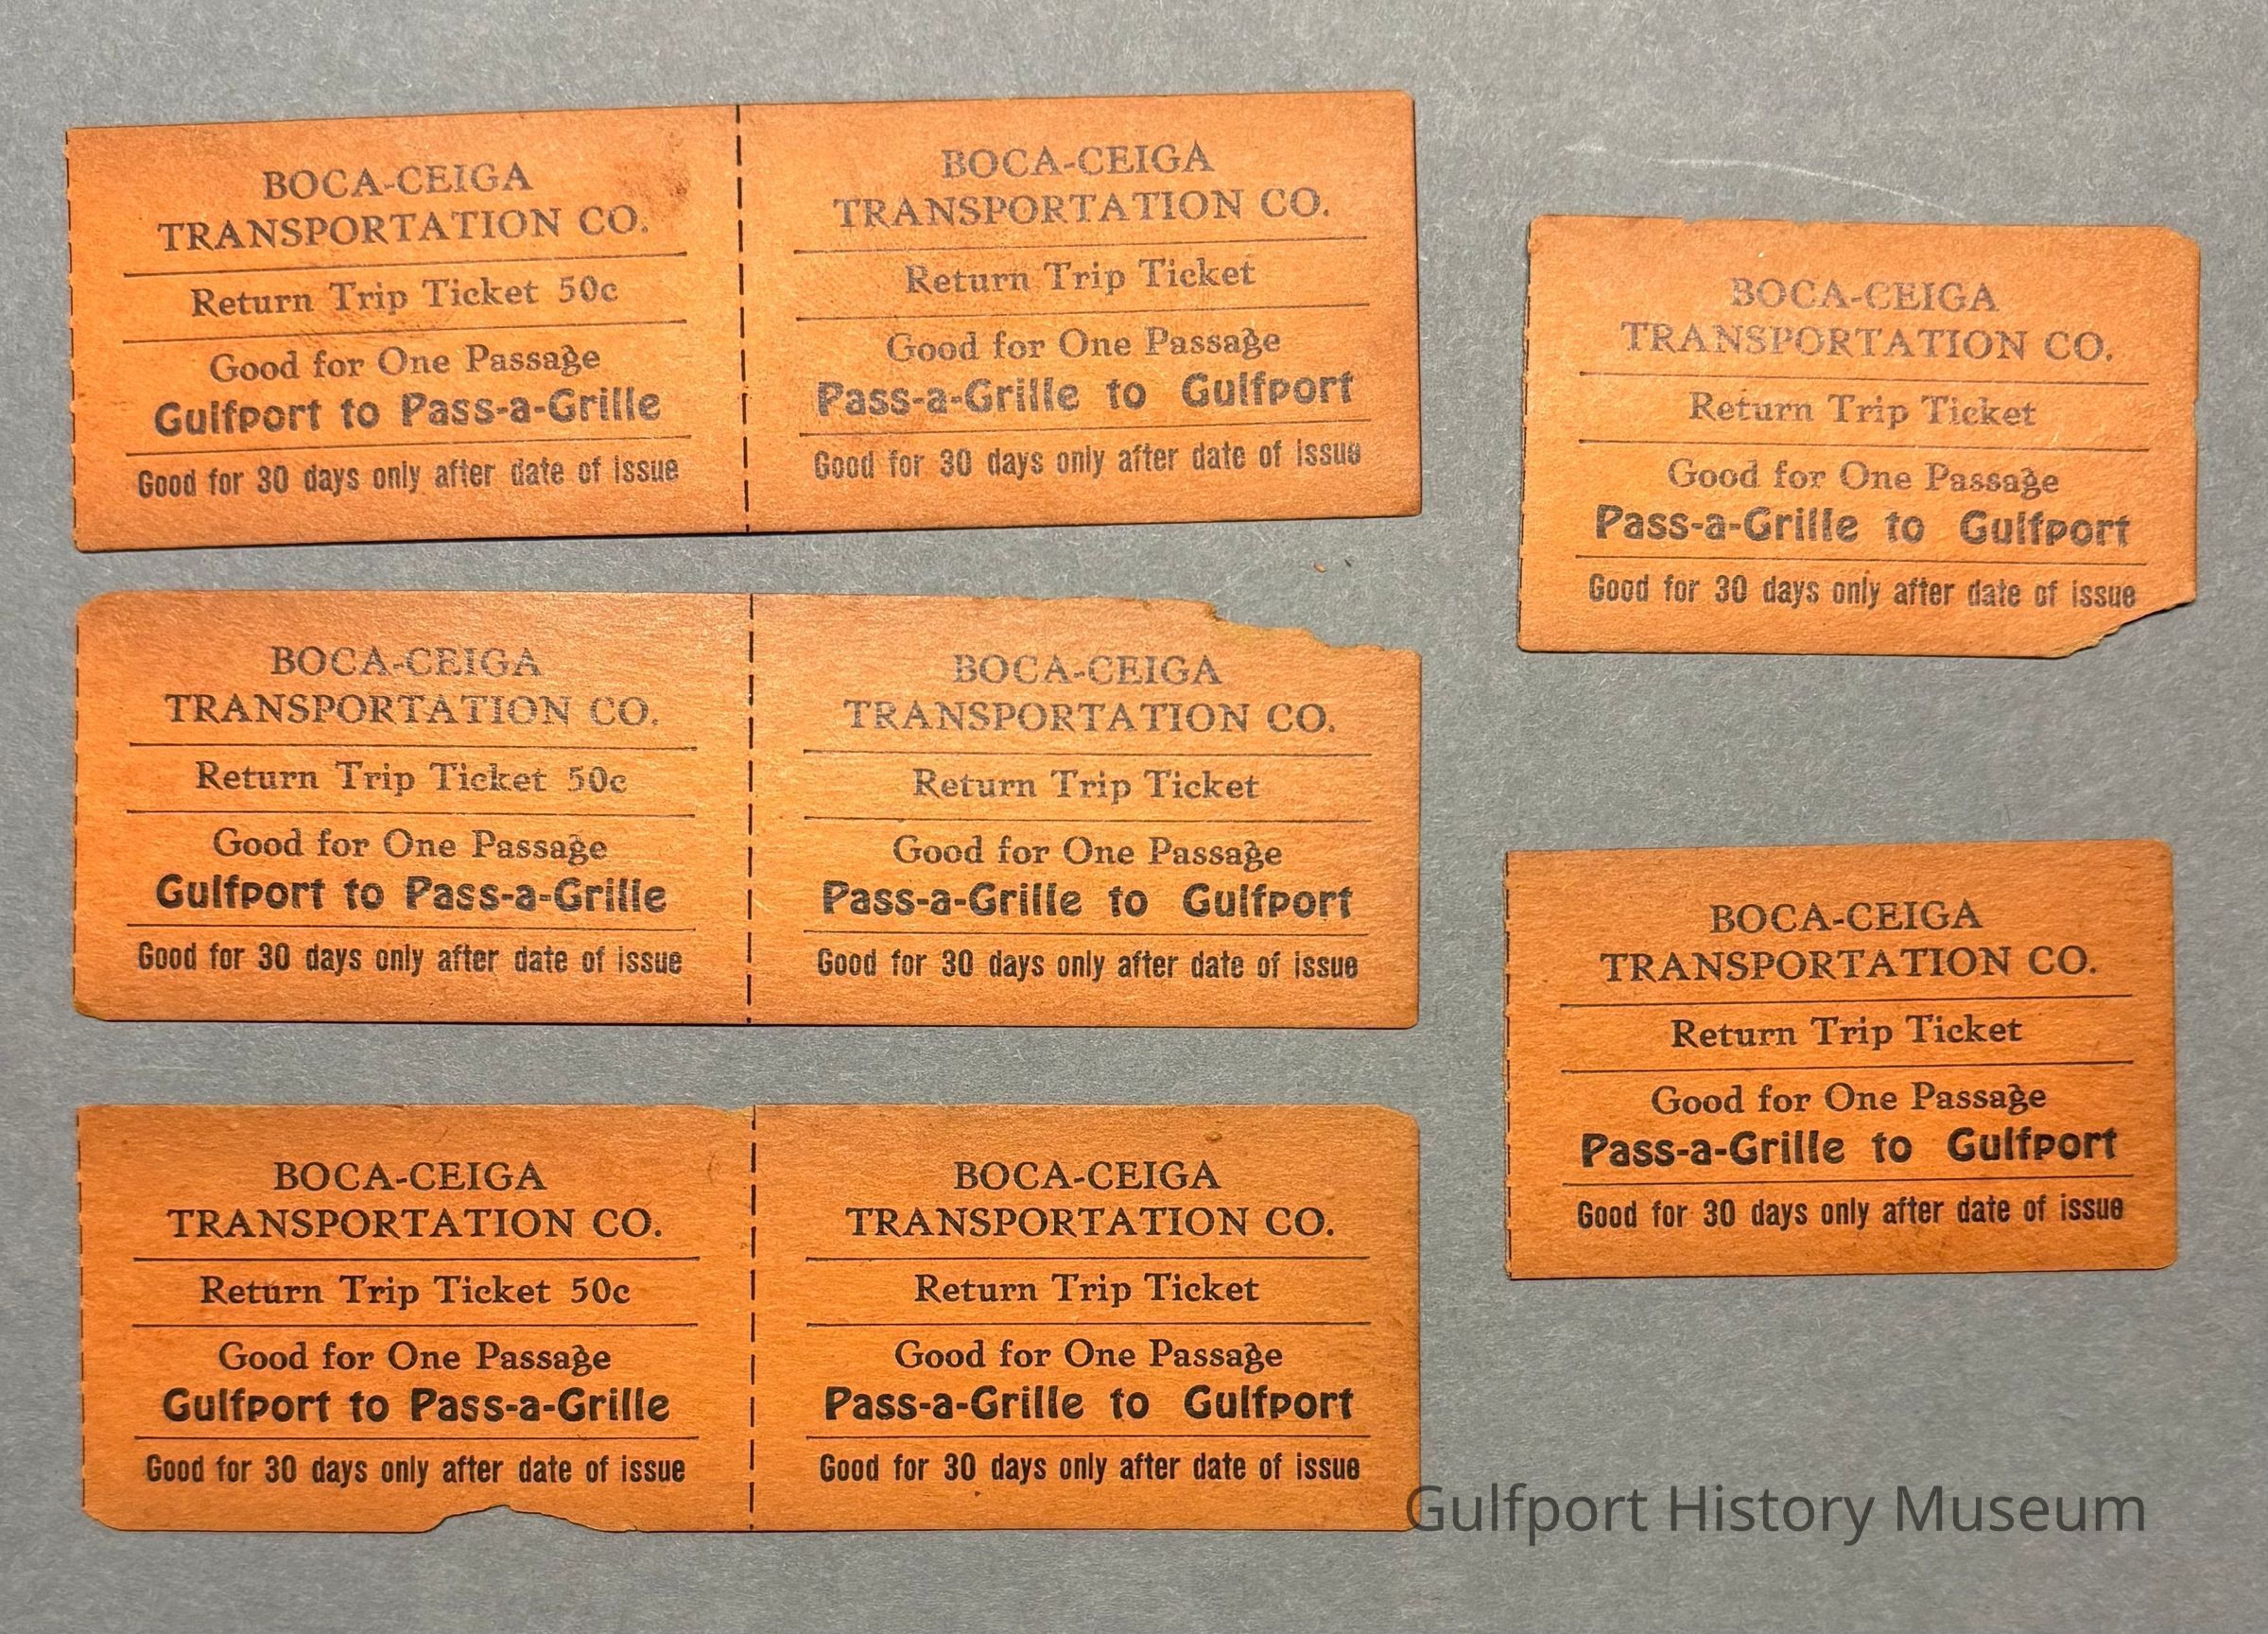 BOCA-CEIGA
TRANSPORTATION CO.
Return Trip Ticket 50c
Good for One Passage
Gulfport to Pass-a-Grille
Good for 30 days only after date of issue
BOCA-CEIGA
TRANSPORTATION CO.
Return Trip Ticket
Good for One Passage
Pass-a-Grille to Gulfport
Good for 30 days only after date of issue
BOCA-CEIGA
TRANSPORTATION CO.
Return Trip Ticket
Good for One Passage
Pass-a-Grille to Gulfport
Good for 30 days only after date of issue
BOCA-CEIGA
TRANSPORTATION CO.
Return Trip Ticket 50c
Good for One Passage
Gulfport to Pass-a-Grille
Good for 30 days only after date of issue
BOCA-CEIGA
TRANSPORTATION CO.
Return Trip Ticket
Good for One Passage
Pass-a-Grille to Gulfport
Good for 30 days only after date of issue
BOCA-CEIGA
TRANSPORTATION CO.
Return Trip Ticket
Good for One Passage
Pass-a-Grille to Gulfport
Good for 30 days only after date of issue
BOCA-CEIGA
TRANSPORTATION CO.
Return Trip Ticket 50c
Good for One Passage
Gulfport to Pass-a-Grille
Good for 30 days only after date of issue
BOCA-CEIGA
TRANSPORTATION CO.
Return Trip Ticket
Good for One Passage
Pass-a-Grille to Gulfport
Good for 30 days only after date of issue
Gulfport History Museum